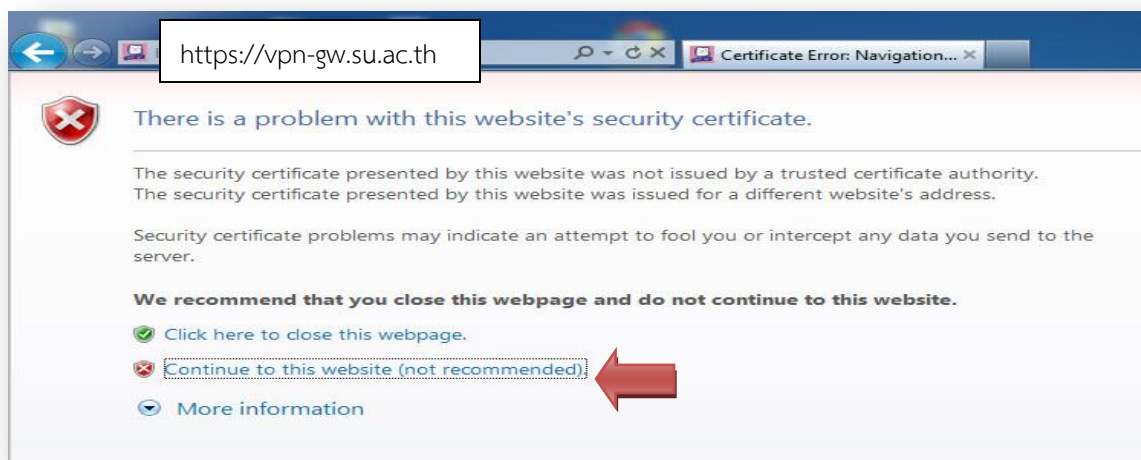 https://vpn-gw.su.ac.th
Certificate Error: Navigation...
There is a problem with this website's security certificate.
The security certificate presented by this website was not issued by a trusted certificate authority.
The security certificate presented by this website was issued for a different website's address.
Security certificate problems may indicate an attempt to fool you or intercept any data you send to the
server.
We recommend that you close this webpage and do not continue to this website.
Click here to close this webpage.
Continue to this website (not recommended).
More information